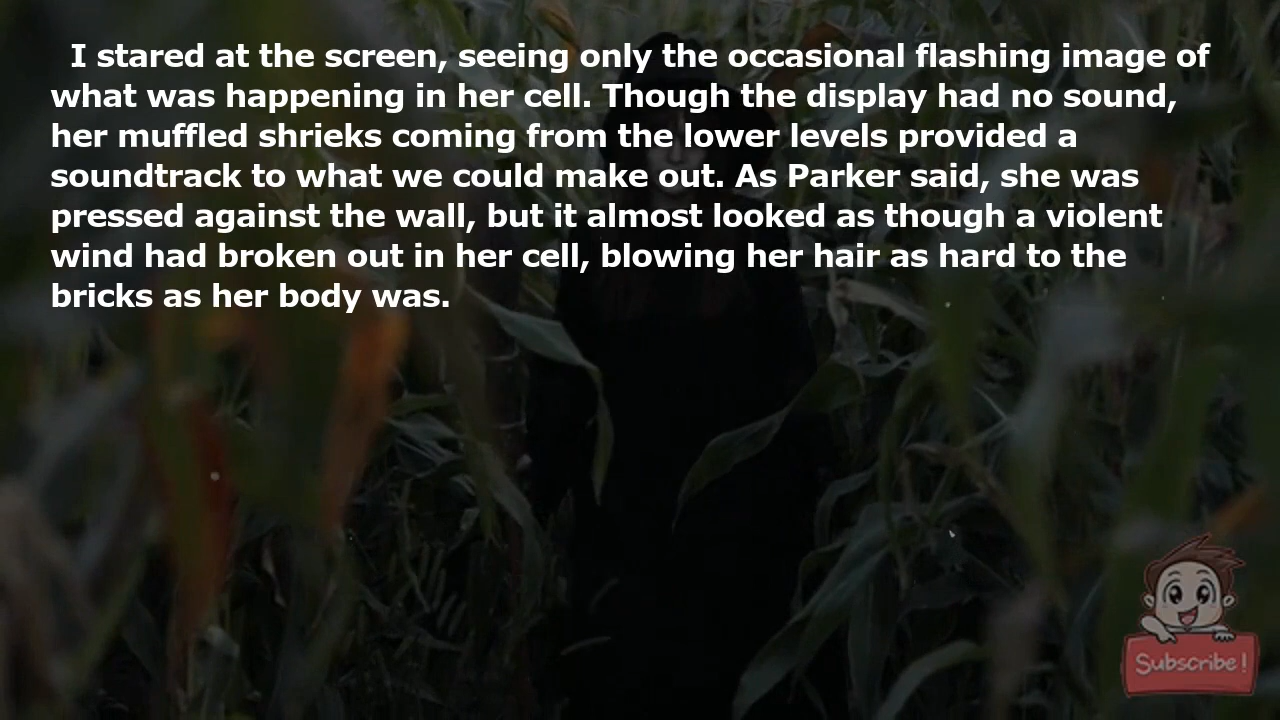 I stared at the screen, seeing only the occasional flashing image of
what was happening in her cell. Though the display had no sound,
her muffled shrieks coming from the lower levels provided a
soundtrack to what we could make out. As Parker said, she was
pressed against the wall, but it almost looked as though a violent
wind had broken out in her cell, blowing her hair as hard to the
bricks as her body was.
Subscribe!